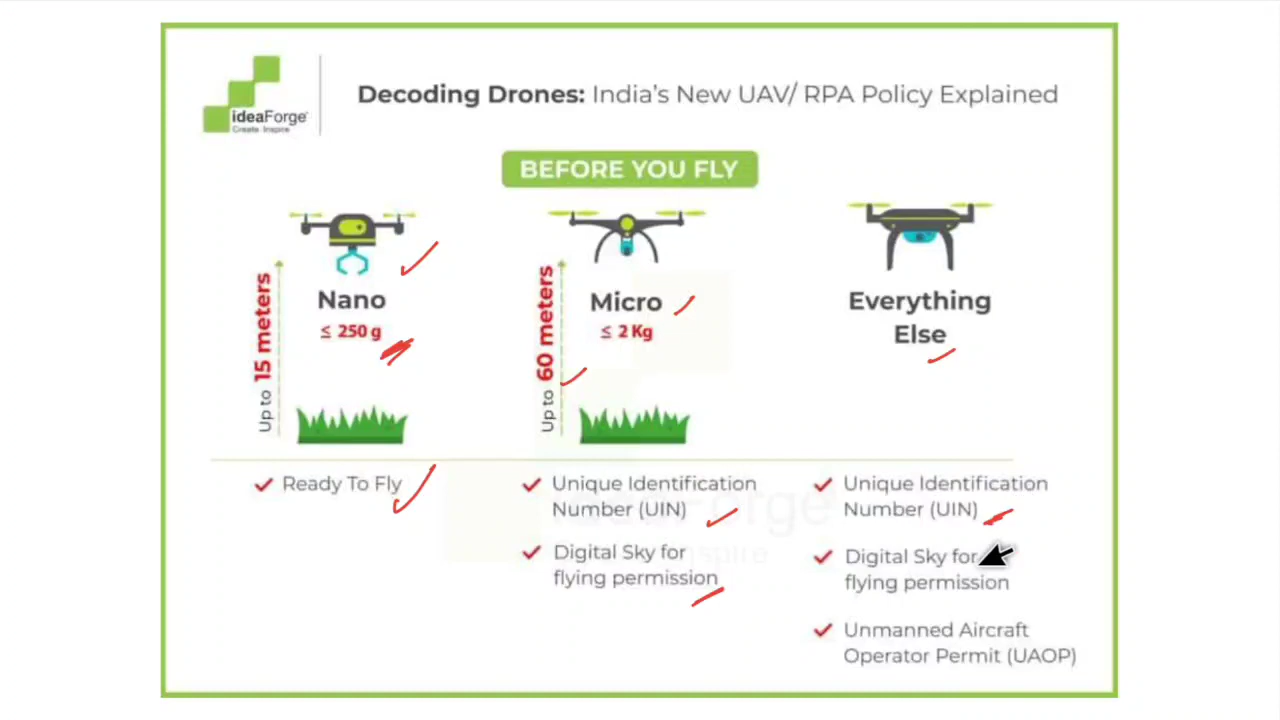 ideaForge
Create. Inspire
Decoding Drones: India's New UAV/ RPA Policy Explained
BEFORE YOU FLY
Up to 15 meters
Nano
≤ 250 g
Up to 60 meters
Micro
≤ 2 Kg
Everything
Else
Ready To Fly
Unique Identification
Number (UIN)
Digital Sky for
flying permission
Unique Identification
Number (UIN)
Digital Sky for
flying permission
Unmanned Aircraft
Operator Permit (UAOP)
ideaForge
Inspire